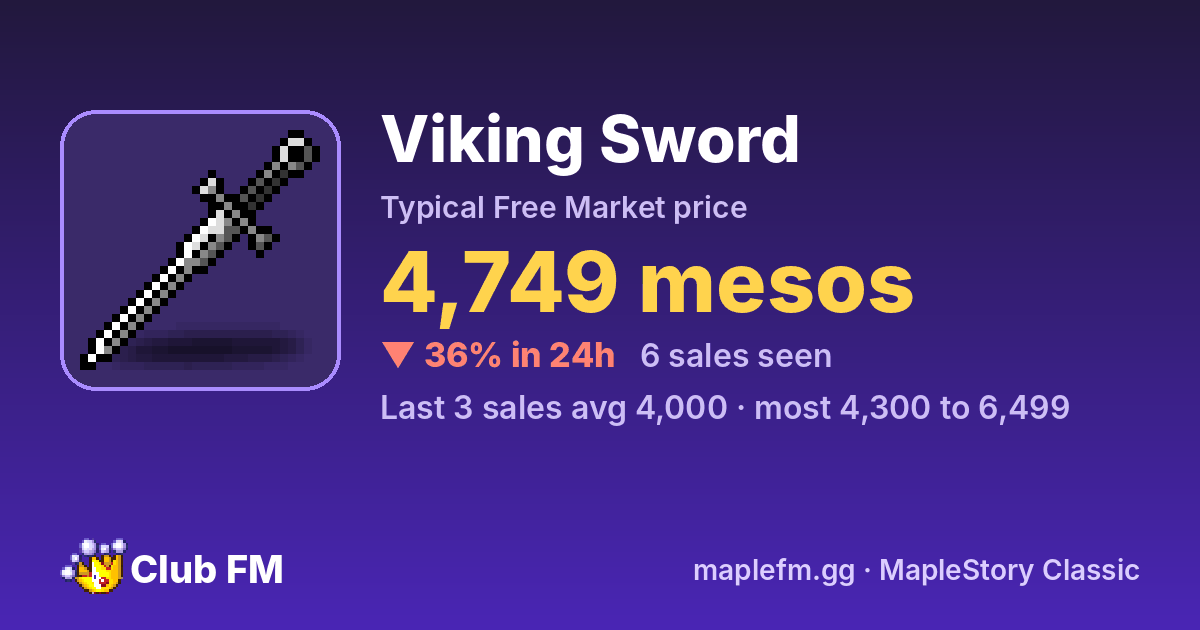 Viking Sword
Typical Free Market price
4,749 mesos
▼ 36% in 24h 6 sales seen
Last 3 sales avg 4,000 · most 4,300 to 6,499
Club FM
maplefm.gg · MapleStory Classic